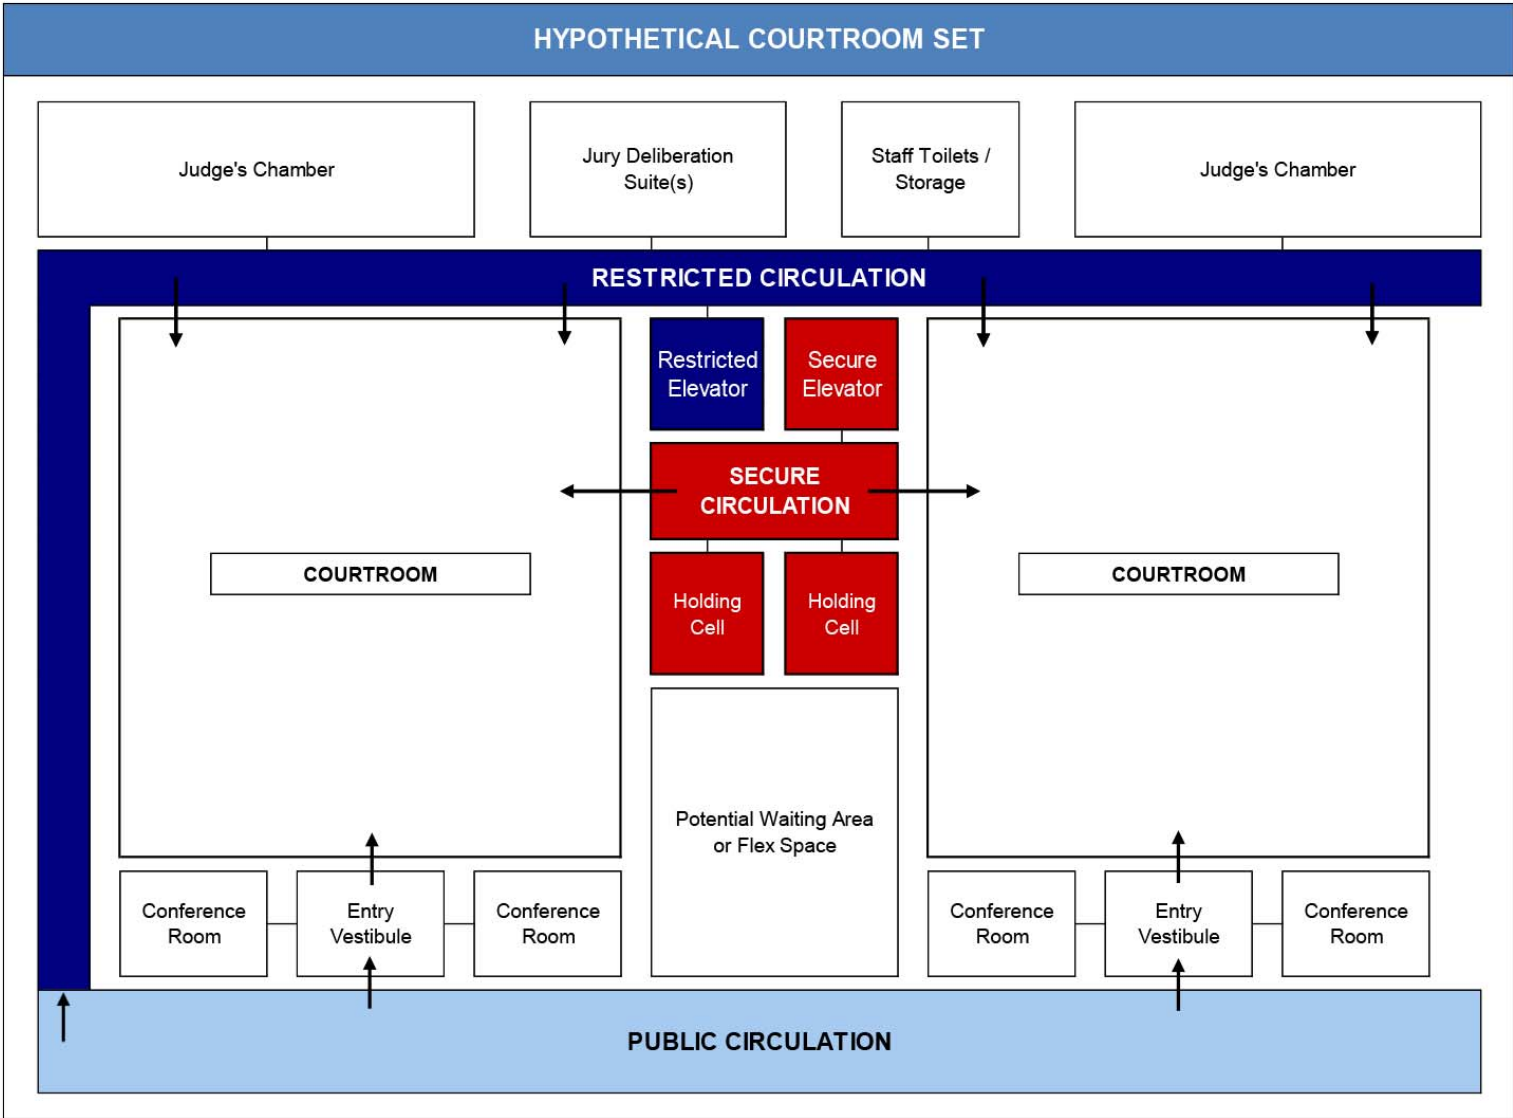 HYPOTHETICAL COURTROOM SET
Judge's Chamber
Jury Deliberation
Suite(s)
Staff Toilets /
Storage
Judge's Chamber
RESTRICTED CIRCULATION
Restricted
Elevator
Secure
Elevator
SECURE
CIRCULATION
COURTROOM
Holding
Cell
Holding
Cell
COURTROOM
Potential Waiting Area
or Flex Space
Conference
Room
Entry
Vestibule
Conference
Room
Conference
Room
Entry
Vestibule
Conference
Room
PUBLIC CIRCULATION